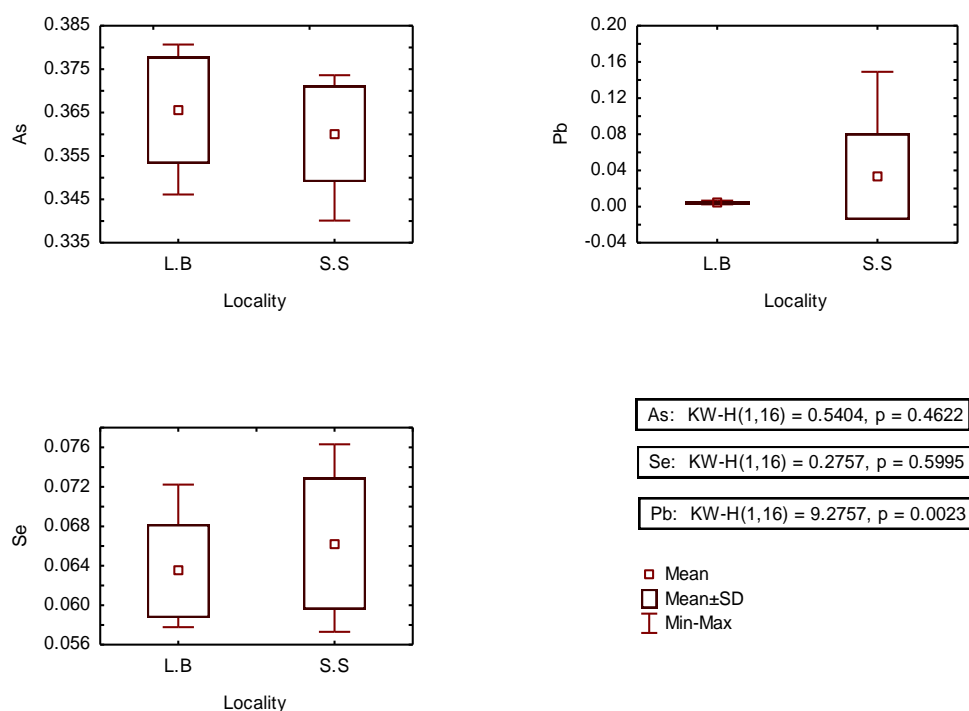 0.385
0.375
0.365
0.355
0.345
0.335
As
L.B
S.S
Locality
0.20
0.16
0.12
0.08
0.04
0.00
-0.04
Pb
L.B
S.S
Locality
0.076
0.072
0.068
0.064
0.060
0.056
Se
L.B
S.S
Locality
As: KW-H(1,16) = 0.5404, p = 0.4622
Se: KW-H(1,16) = 0.2757, p = 0.5995
Pb: KW-H(1,16) = 9.2757, p = 0.0023
Mean
Mean±SD
Min-Max